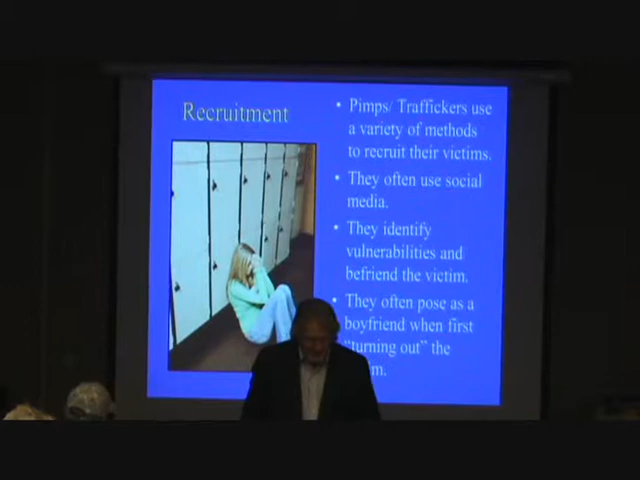 Recruitment
• Pimps/ Traffickers use
a variety of methods
to recruit their victims.
• They often use social
media.
• They identify
vulnerabilities and
befriend the victim.
• They often pose as a
boyfriend when first
“turning out” the